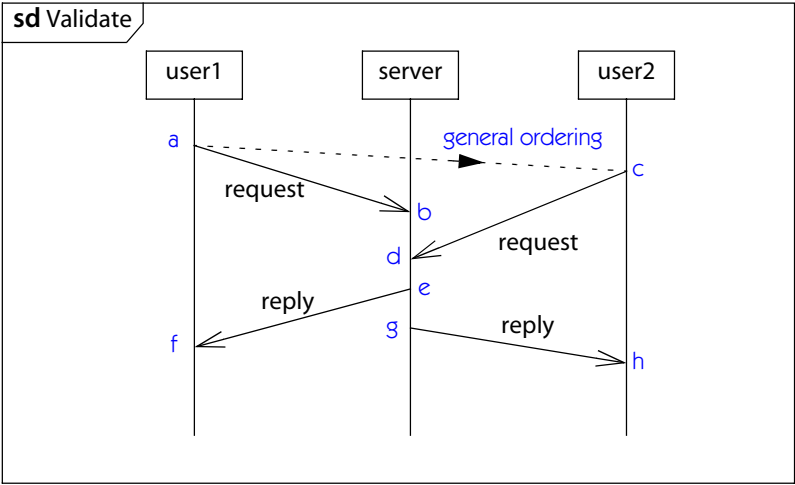 sd Validate
user1
server
user2
a
general ordering
c
request
b
request
d
e
reply
g
reply
f
h